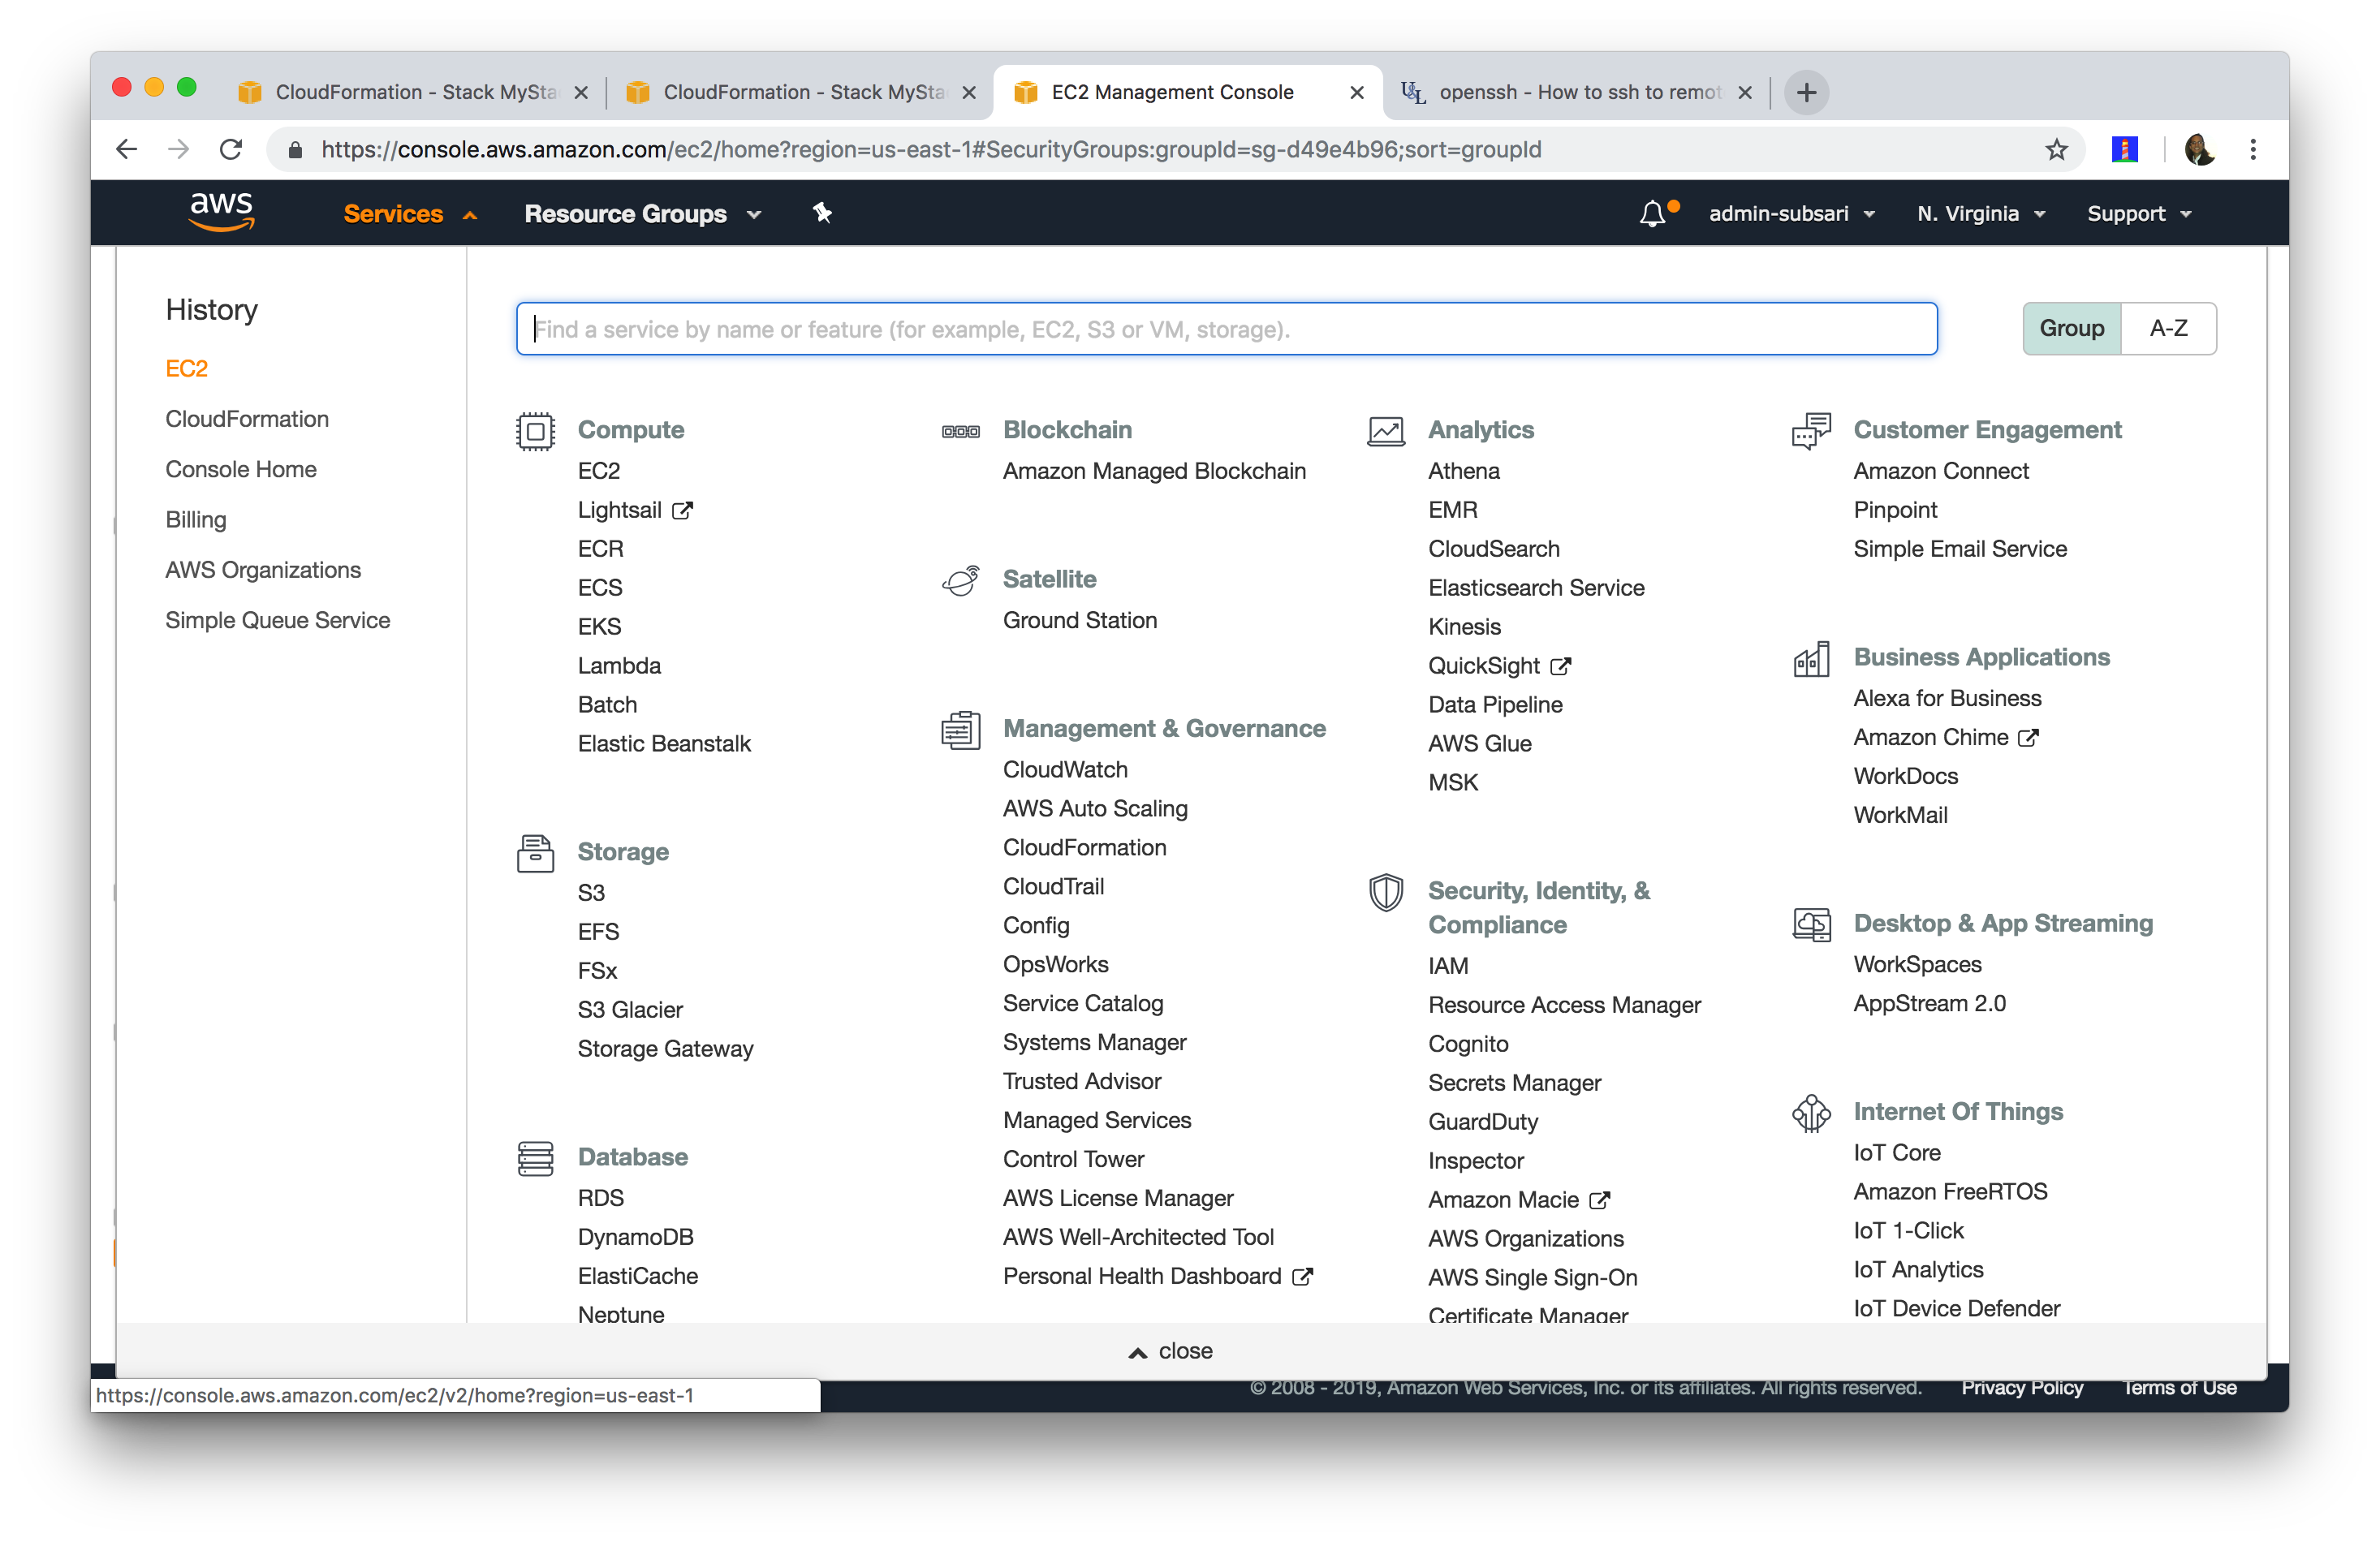 CloudFormation - Stack MySta
CloudFormation - Stack MySta
EC2 Management Console
openssh - How to ssh to remot
https://console.aws.amazon.com/ec2/home?region=us-east-1#SecurityGroups:groupId=sg-d49e4b96;sort=groupId
aws
Services
Resource Groups
admin-subsari
N. Virginia
Support
History
EC2
CloudFormation
Console Home
Billing
AWS Organizations
Simple Queue Service
Find a service by name or feature (for example, EC2, S3 or VM, storage).
Group
A-Z
Compute
EC2
Lightsail
ECR
ECS
EKS
Lambda
Batch
Elastic Beanstalk
Storage
S3
EFS
FSx
S3 Glacier
Storage Gateway
Database
RDS
DynamoDB
ElastiCache
Neptune
Blockchain
Amazon Managed Blockchain
Satellite
Ground Station
Management & Governance
CloudWatch
AWS Auto Scaling
CloudFormation
CloudTrail
Config
OpsWorks
Service Catalog
Systems Manager
Trusted Advisor
Managed Services
Control Tower
AWS License Manager
AWS Well-Architected Tool
Personal Health Dashboard
Analytics
Athena
EMR
CloudSearch
Elasticsearch Service
Kinesis
QuickSight
Data Pipeline
AWS Glue
MSK
Security, Identity, &
Compliance
IAM
Resource Access Manager
Cognito
Secrets Manager
GuardDuty
Inspector
Amazon Macie
AWS Organizations
AWS Single Sign-On
Certificate Manager
Customer Engagement
Amazon Connect
Pinpoint
Simple Email Service
Business Applications
Alexa for Business
Amazon Chime
WorkDocs
WorkMail
Desktop & App Streaming
WorkSpaces
AppStream 2.0
Internet Of Things
IoT Core
Amazon FreeRTOS
IoT 1-Click
IoT Analytics
IoT Device Defender
close
https://console.aws.amazon.com/ec2/v2/home?region=us-east-1
© 2008 - 2019, Amazon Web Services, Inc. or its affiliates. All rights reserved.
Privacy Policy
Terms of Use